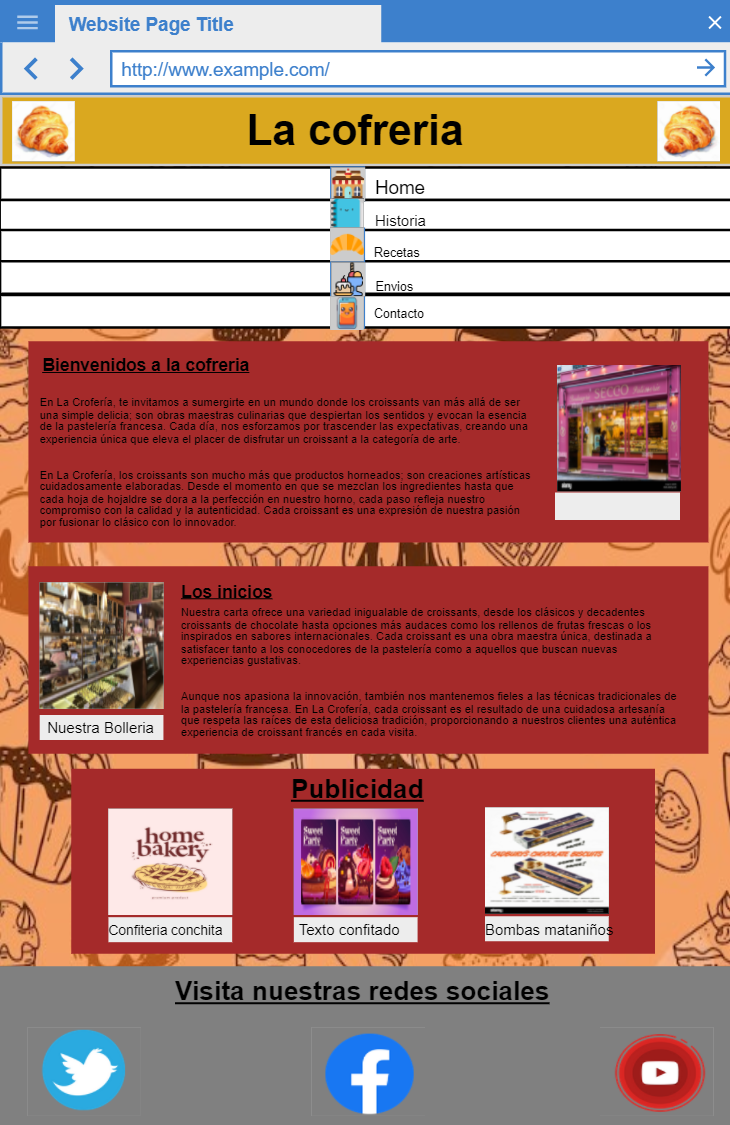 Website Page Title
http://www.example.com/
La cofreria
Home
Historia
Recetas
Envios
Contacto
Bienvenidos a la cofreria
En La Crofería, te invitamos a sumergirte en un mundo donde los croissants van más allá de ser
una simple delicia; son obras maestras culinarias que despiertan los sentidos y evocan la esencia
de la pastelería francesa. Cada día, nos esforzamos por trascender las expectativas, creando una
experiencia única que eleva el placer de disfrutar un croissant a la categoría de arte.
En La Crofería, los croissants son mucho más que productos horneados; son creaciones artísticas
cuidadosamente elaboradas. Desde el momento en que se mezclan los ingredientes hasta que
cada hoja de hojaldre se dora a la perfección en nuestro horno, cada paso refleja nuestro
compromiso con la calidad y la autenticidad. Cada croissant es una expresión de nuestra pasión
por fusionar lo clásico con lo innovador.
SECCO
Los inicios
Nuestra carta ofrece una variedad inigualable de croissants, desde los clásicos y decadentes
croissants de chocolate hasta opciones más audaces como los rellenos de frutas frescas o los
inspirados en sabores internacionales. Cada croissant es una obra maestra única, destinada a
satisfacer tanto a los conocedores de la pastelería como a aquellos que buscan nuevas
experiencias gustativas.
Aunque nos apasiona la innovación, también nos mantenemos fieles a las técnicas tradicionales de
la pastelería francesa. En La Crofería, cada croissant es el resultado de una cuidadosa artesanía
que respeta las raíces de esta deliciosa tradición, proporcionando a nuestros clientes una auténtica
experiencia de croissant francés en cada visita.
Nuestra Bolleria
Publicidad
home
bakery
Sweet Party
Sweet Party
Sweet Party
CADBURY'S CHOCOLATE BISCUITS
Confiteria conchita
Texto confitado
Bombas mataniños
Visita nuestras redes sociales